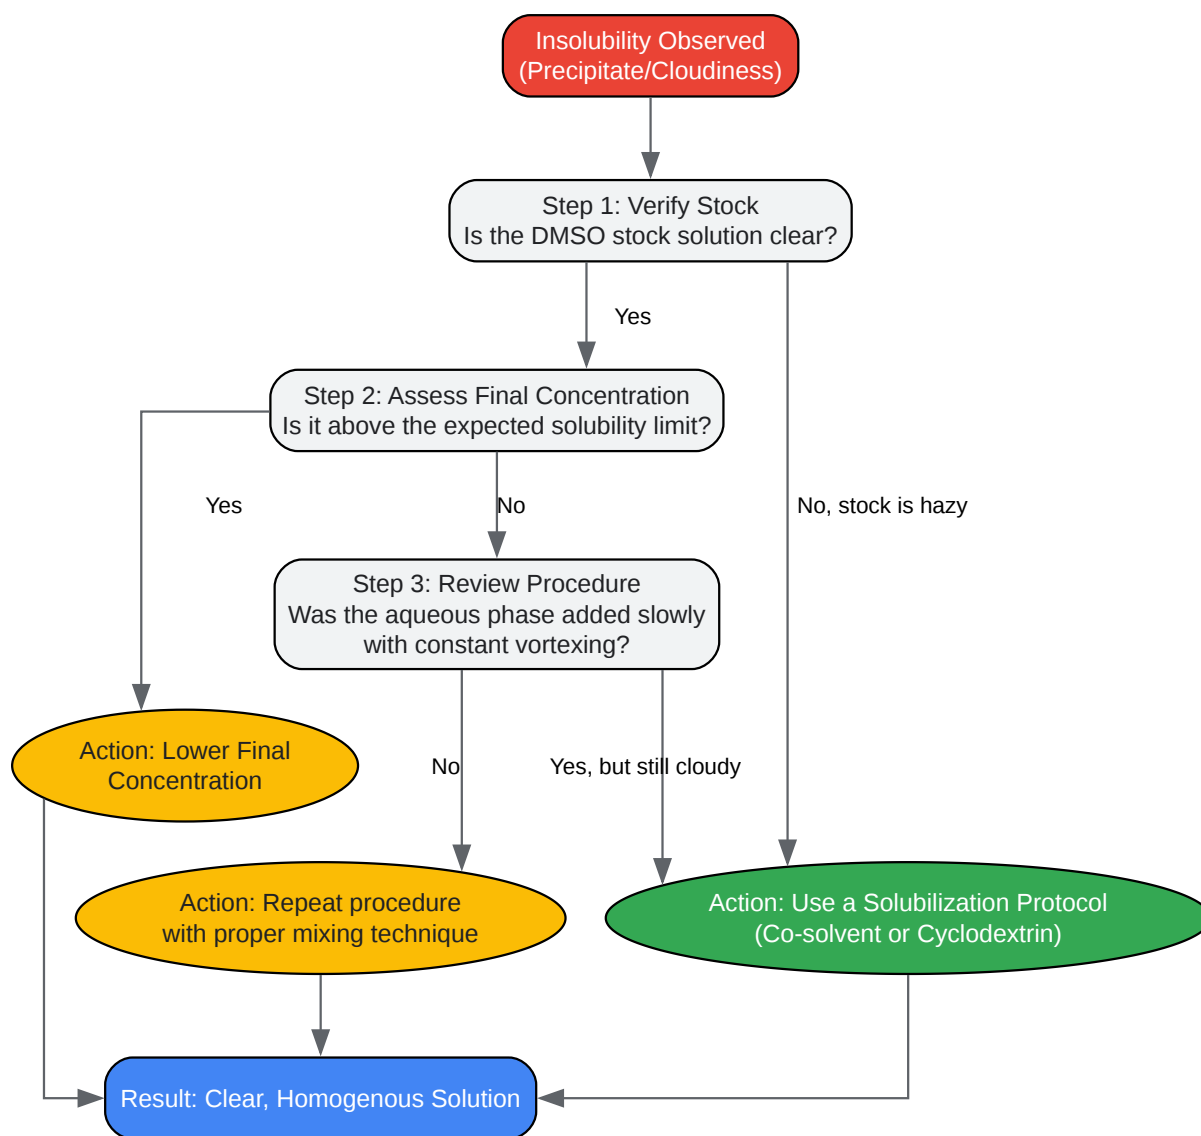 Insolubility Observed
(Precipitate/Cloudiness)
Step 1: Verify Stock
Is the DMSO stock solution clear?
Yes
Step 2: Assess Final Concentration
Is it above the expected solubility limit?
Yes
No
No, stock is hazy
Step 3: Review Procedure
Was the aqueous phase added slowly
with constant vortexing?
Action: Lower Final
Concentration
No
Yes, but still cloudy
Action: Repeat procedure
with proper mixing technique
Action: Use a Solubilization Protocol
(Co-solvent or Cyclodextrin)
Result: Clear, Homogenous Solution